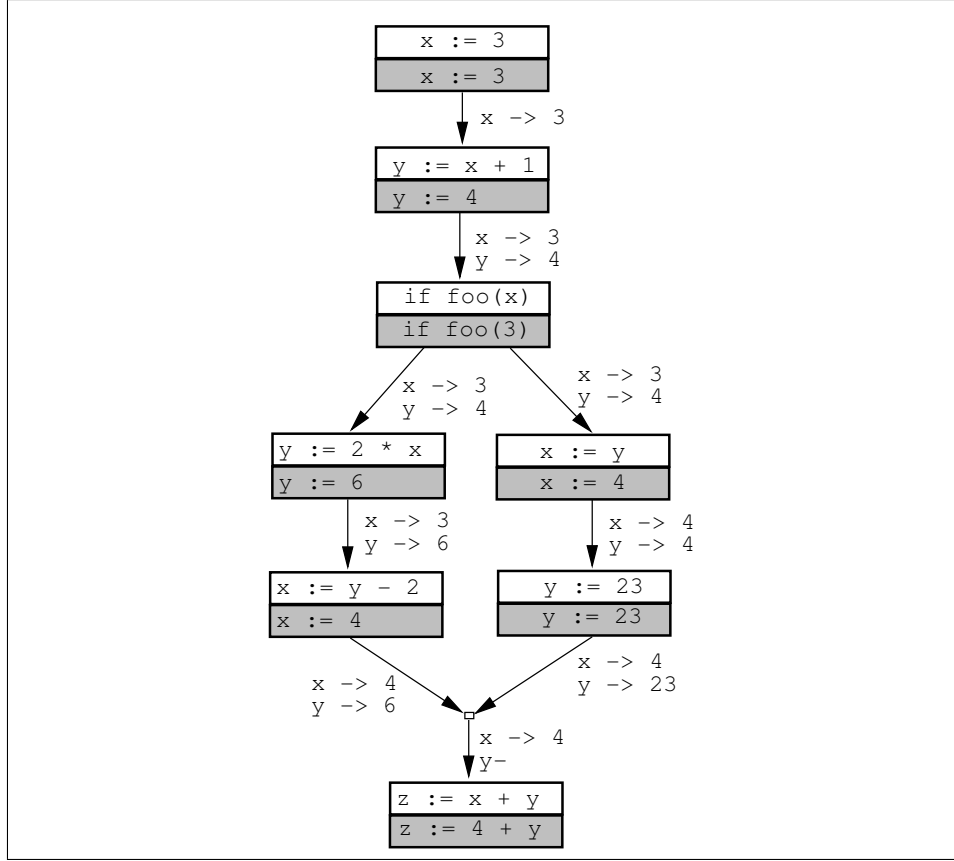 x := 3
x := 3
x -> 3
y := x + 1
y := 4
x -> 3
y -> 4
if foo(x)
if foo(3)
x -> 3
y -> 4
x -> 3
y -> 4
y := 2 * x
y := 6
x := y
x := 4
x -> 3
y -> 6
x -> 4
y -> 4
x := y - 2
x := 4
y := 23
y := 23
x -> 4
y -> 6
x -> 4
y -> 23
x -> 4
y-
z := x + y
z := 4 + y